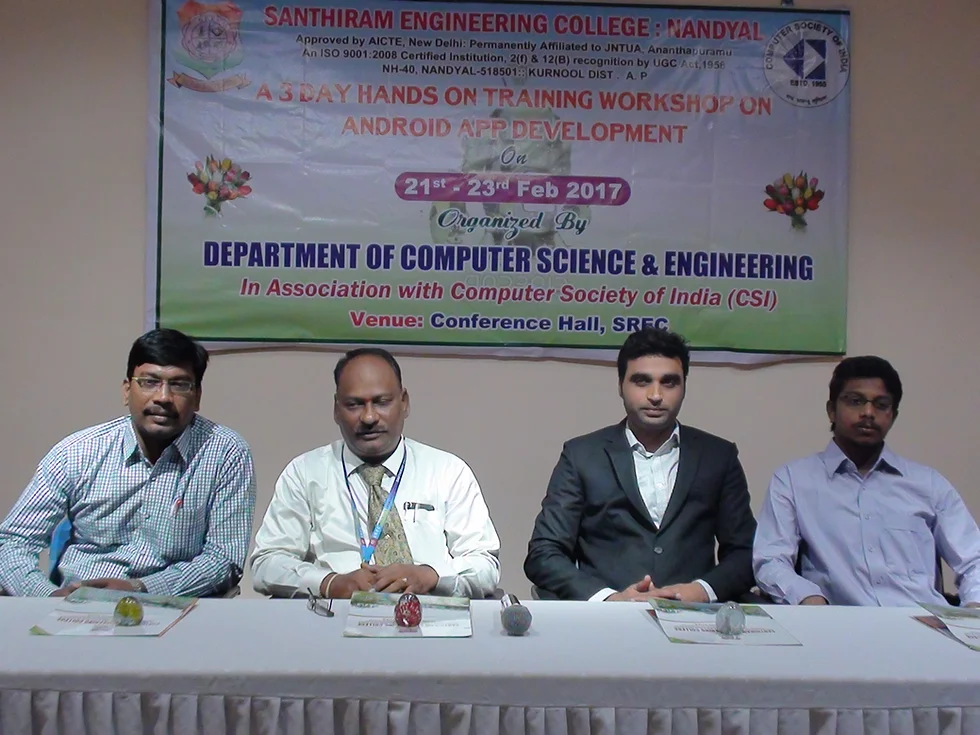 SANTHIRAM ENGINEERING COLLEGE : NANDYAL
Approved by AICTE, New Delhi: Permanently Affiliated to JNTUA, Ananthapuramu
An ISO 9001:2008 Certified Institution, 2(f) & 12(B) recognition by UGC Act,1956
NH-40, NANDYAL-518501:: KURNOOL DIST . A. P
COMPUTER SOCIETY OF INDIA
ESTD. 1965
A 3 DAY HANDS ON TRAINING WORKSHOP ON
ANDROID APP DEVELOPMENT
On
21st - 23rd Feb 2017
Organized By
DEPARTMENT OF COMPUTER SCIENCE & ENGINEERING
In Association with Computer Society of India (CSI)
Venue: Conference Hall, SREC